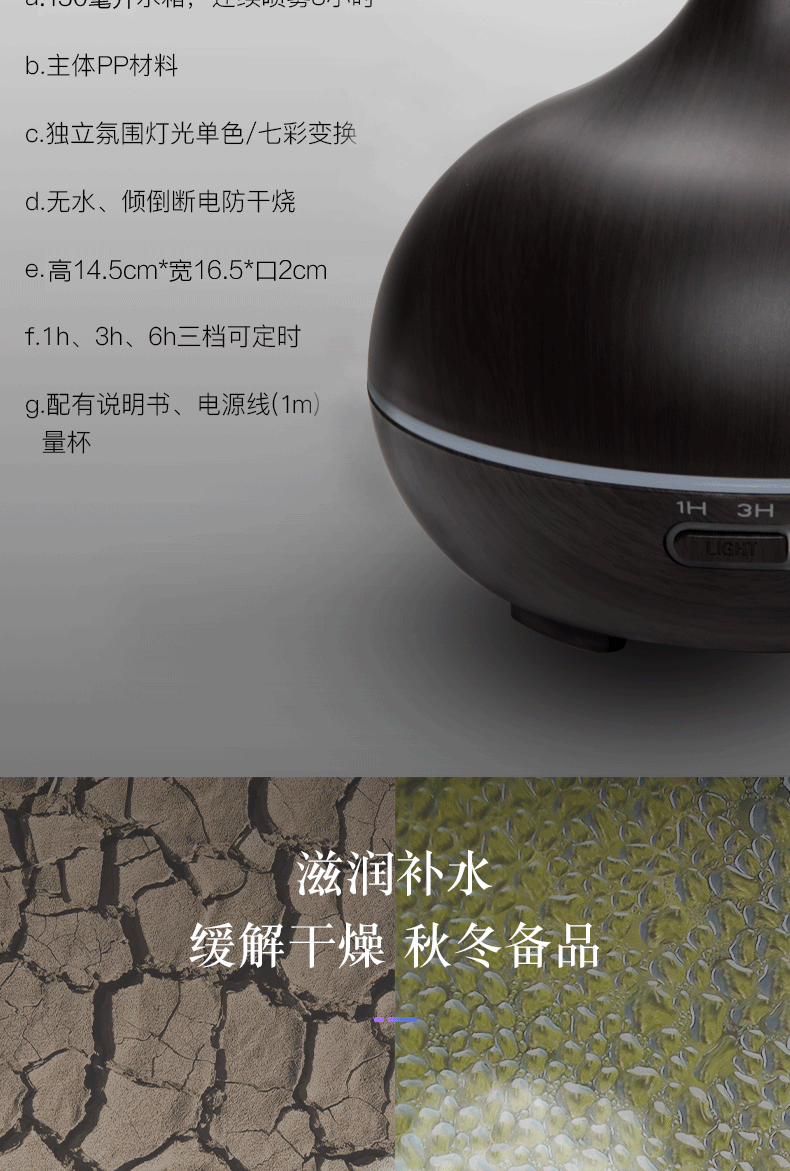 b.主体PP材料
c.独立氛围灯光单色/七彩变换
d.无水、倾倒断电防干烧
e.高14.5cm*宽16.5*口2cm
f.1h、3h、6h三档可定时
g.配有说明书、电源线(1m)
量杯
1H 3H
LIGHT
滋润补水
缓解干燥 秋冬备品